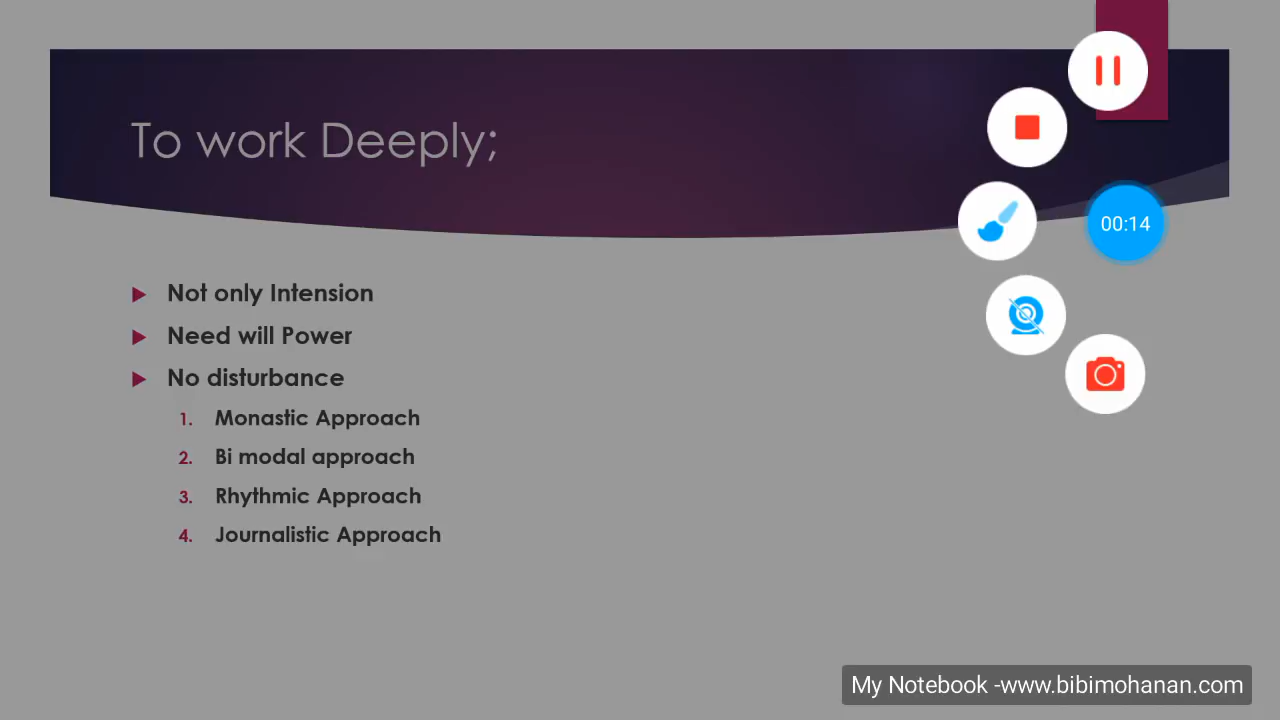 To work Deeply;
00:14
Not only Intension
Need will Power
No disturbance
1. Monastic Approach
2. Bi modal approach
3. Rhythmic Approach
4. Journalistic Approach
My Notebook -www.bibimohanan.com